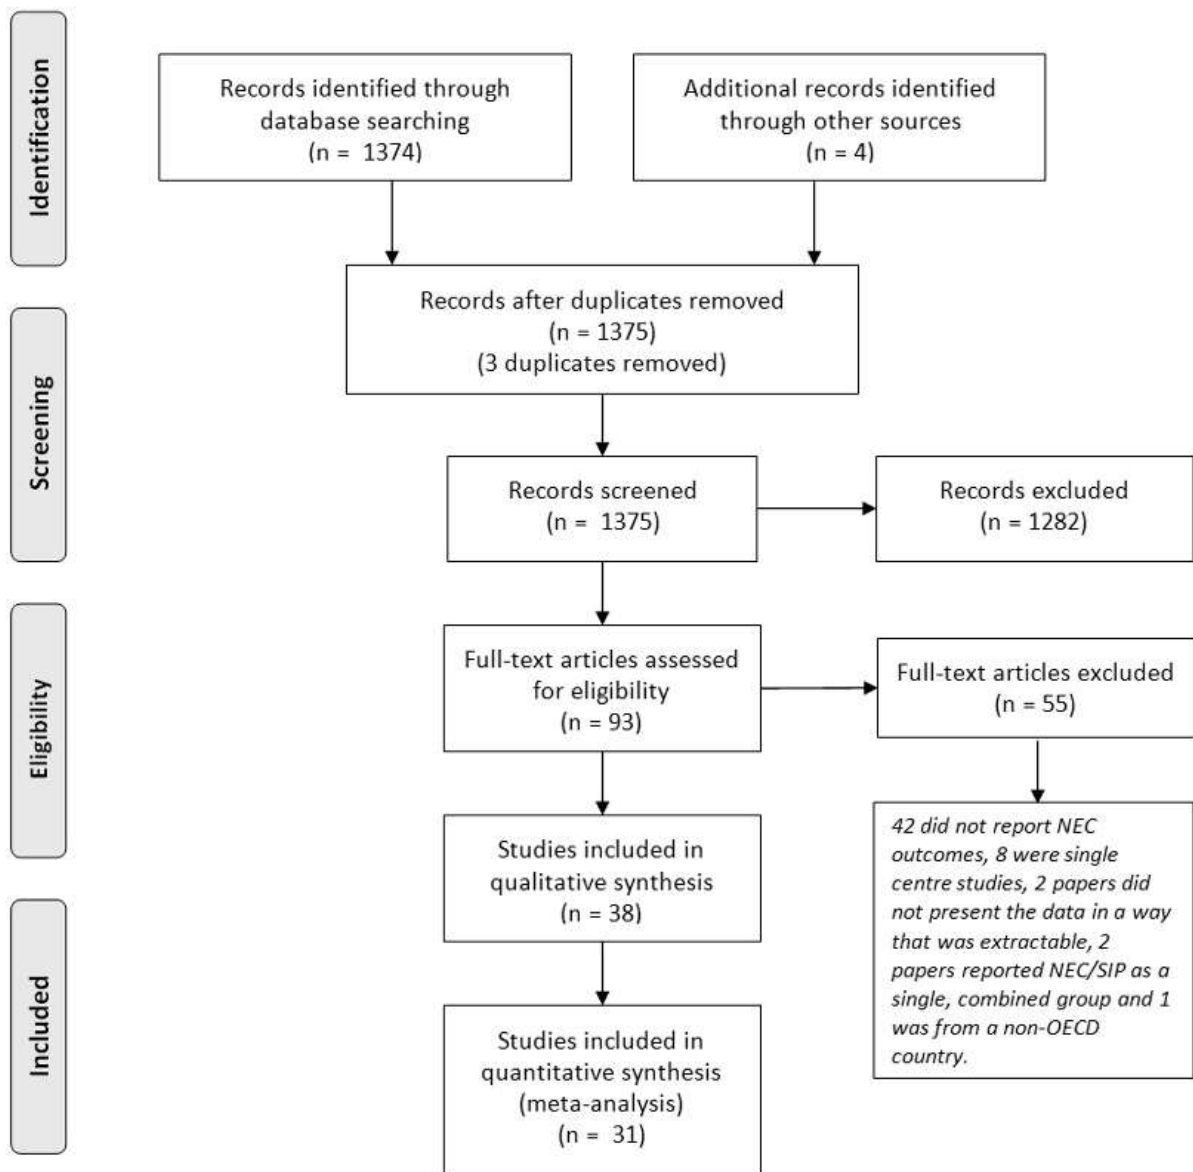 Identification
Records identified through
database searching
(n =  1374)
Additional records identified
through other sources
(n = 4)
Screening
Records after duplicates removed
(n = 1375)
(3 duplicates removed)
Records screened
(n =  1375)
Records excluded
(n = 1282)
Eligibility
Full-text articles assessed
for eligibility
(n = 93)
Full-text articles excluded
(n = 55)
42 did not report NEC
outcomes, 8 were single
centre studies, 2 papers did
not present the data in a way
that was extractable, 2
papers reported NEC/SIP as a
single, combined group and 1
was from a non-OECD
country.
Studies included in
qualitative synthesis
(n = 38)
Included
Studies included in
quantitative synthesis
(meta-analysis)
(n =  31)